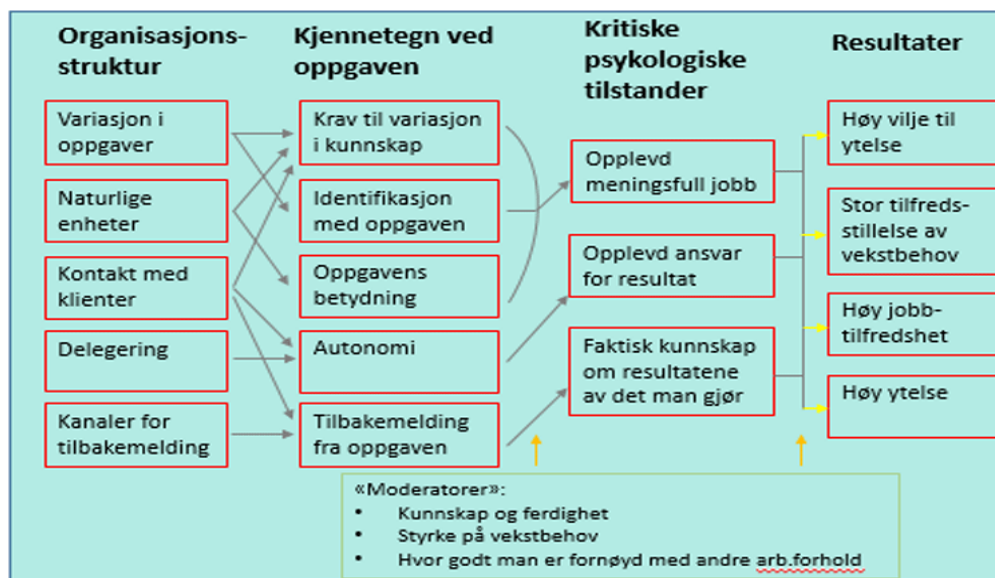 Organisasjons-
struktur
Variasjon i
oppgaver
Naturlige
enheter
Kontakt med
klienter
Delegering
Kanaler for
tilbakemelding
Kjennetegn ved
oppgaven
Krav til variasjon
i kunnskap
Identifikasjon
med oppgaven
Oppgavens
betydning
Autonomi
Tilbakemelding
fra oppgaven
Kritiske
psykologiske
tilstander
Opplevd
meningsfull jobb
Opplevd ansvar
for resultat
Faktisk kunnskap
om resultatene
av det man gjør
Resultater
Høy vilje til
ytelse
Stor tilfreds-
stillelse av
vekstbehov
Høy jobb-
tilfredshet
Høy ytelse
«Moderatorer»:
• Kunnskap og ferdighet
• Styrke på vekstbehov
• Hvor godt man er fornøyd med andre arb.forhold